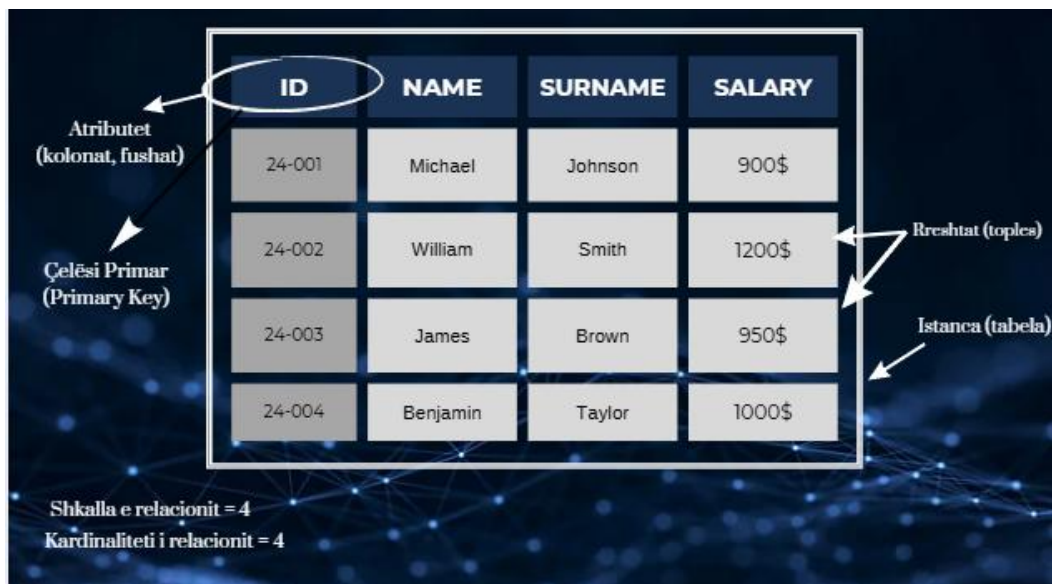 ID NAME SURNAME SALARY
Atributet
(kolonat, fushat)
24-001 Michael Johnson 900$
24-002 William Smith 1200$
Rreshtat (toples)
Çelësi Primar
(Primary Key)
24-003 James Brown 950$
Istanca (tabela)
24-004 Benjamin Taylor 1000$
Shkalla e relacionit = 4
Kardinaliteti i relacionit = 4